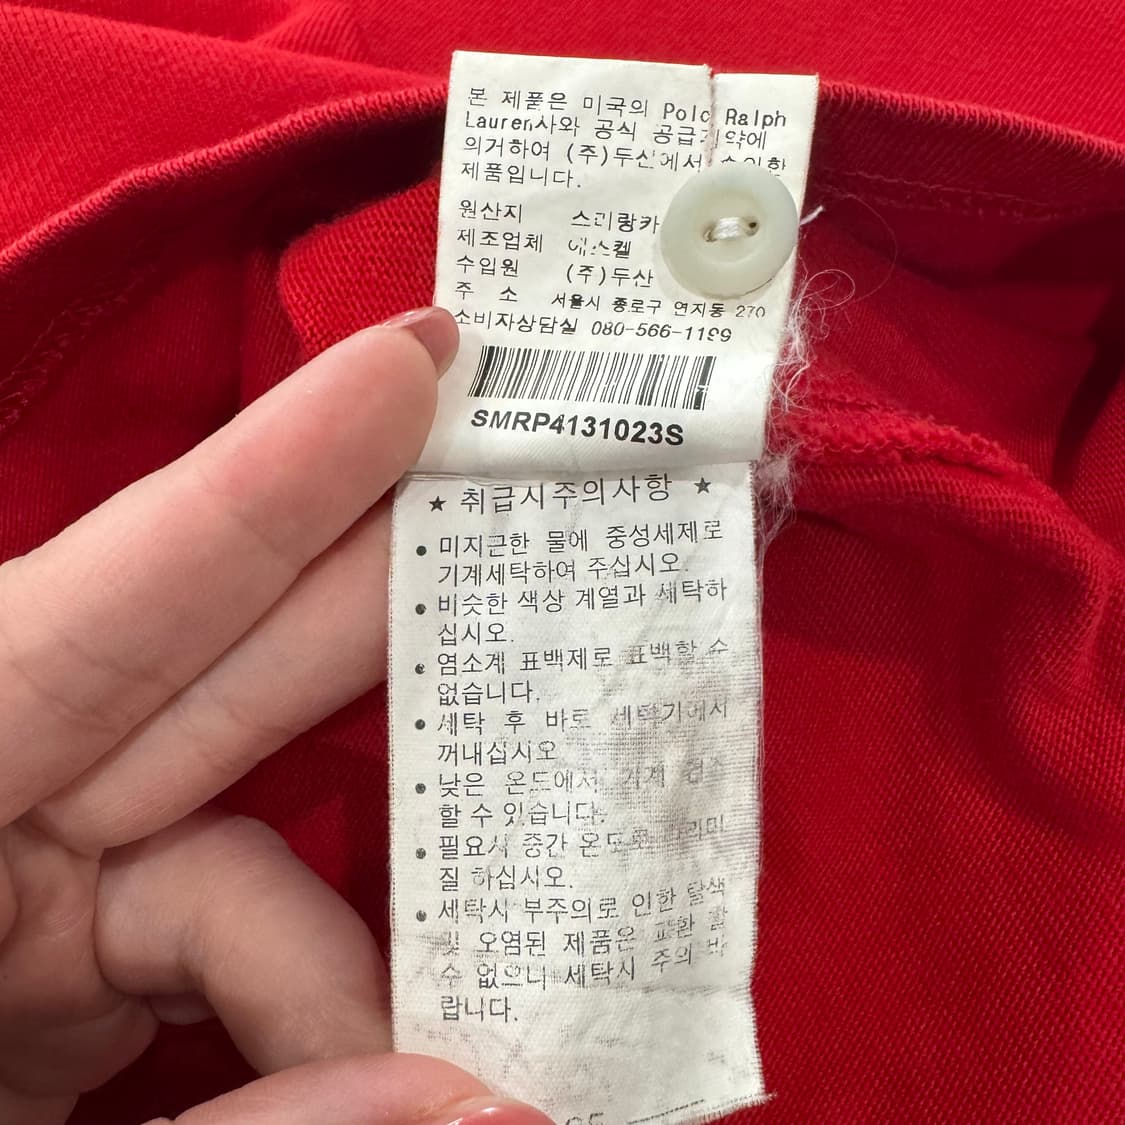 본 제품은 미국의 Polo Ralph
Lauren사와 공식 공급계약에
의거하여 (주)두산에서 수입한
제품입니다.
원산지 스리랑카
제조업체 에스켈
수입원 (주)두산
주 소 서울시 종로구 연지동 270
소비자상담실 080-566-1199
SMRP4131023S
★ 취급시주의사항 ★
● 미지근한 물에 중성세제로
기계세탁하여 주십시오.
● 비슷한 색상 계열과 세탁하
십시오.
● 염소계 표백제로 표백할 수
없습니다.
● 세탁 후 바로 세탁기에서
꺼내십시오
● 낮은 온도에서 기계 건조
할 수 있습니다.
● 필요시 중간 온도로 다리미
질 하십시오.
● 세탁시 부주의로 인한 탈색
및 오염된 제품은 교환 할
수 없으니 세탁시 주의 바
랍니다.